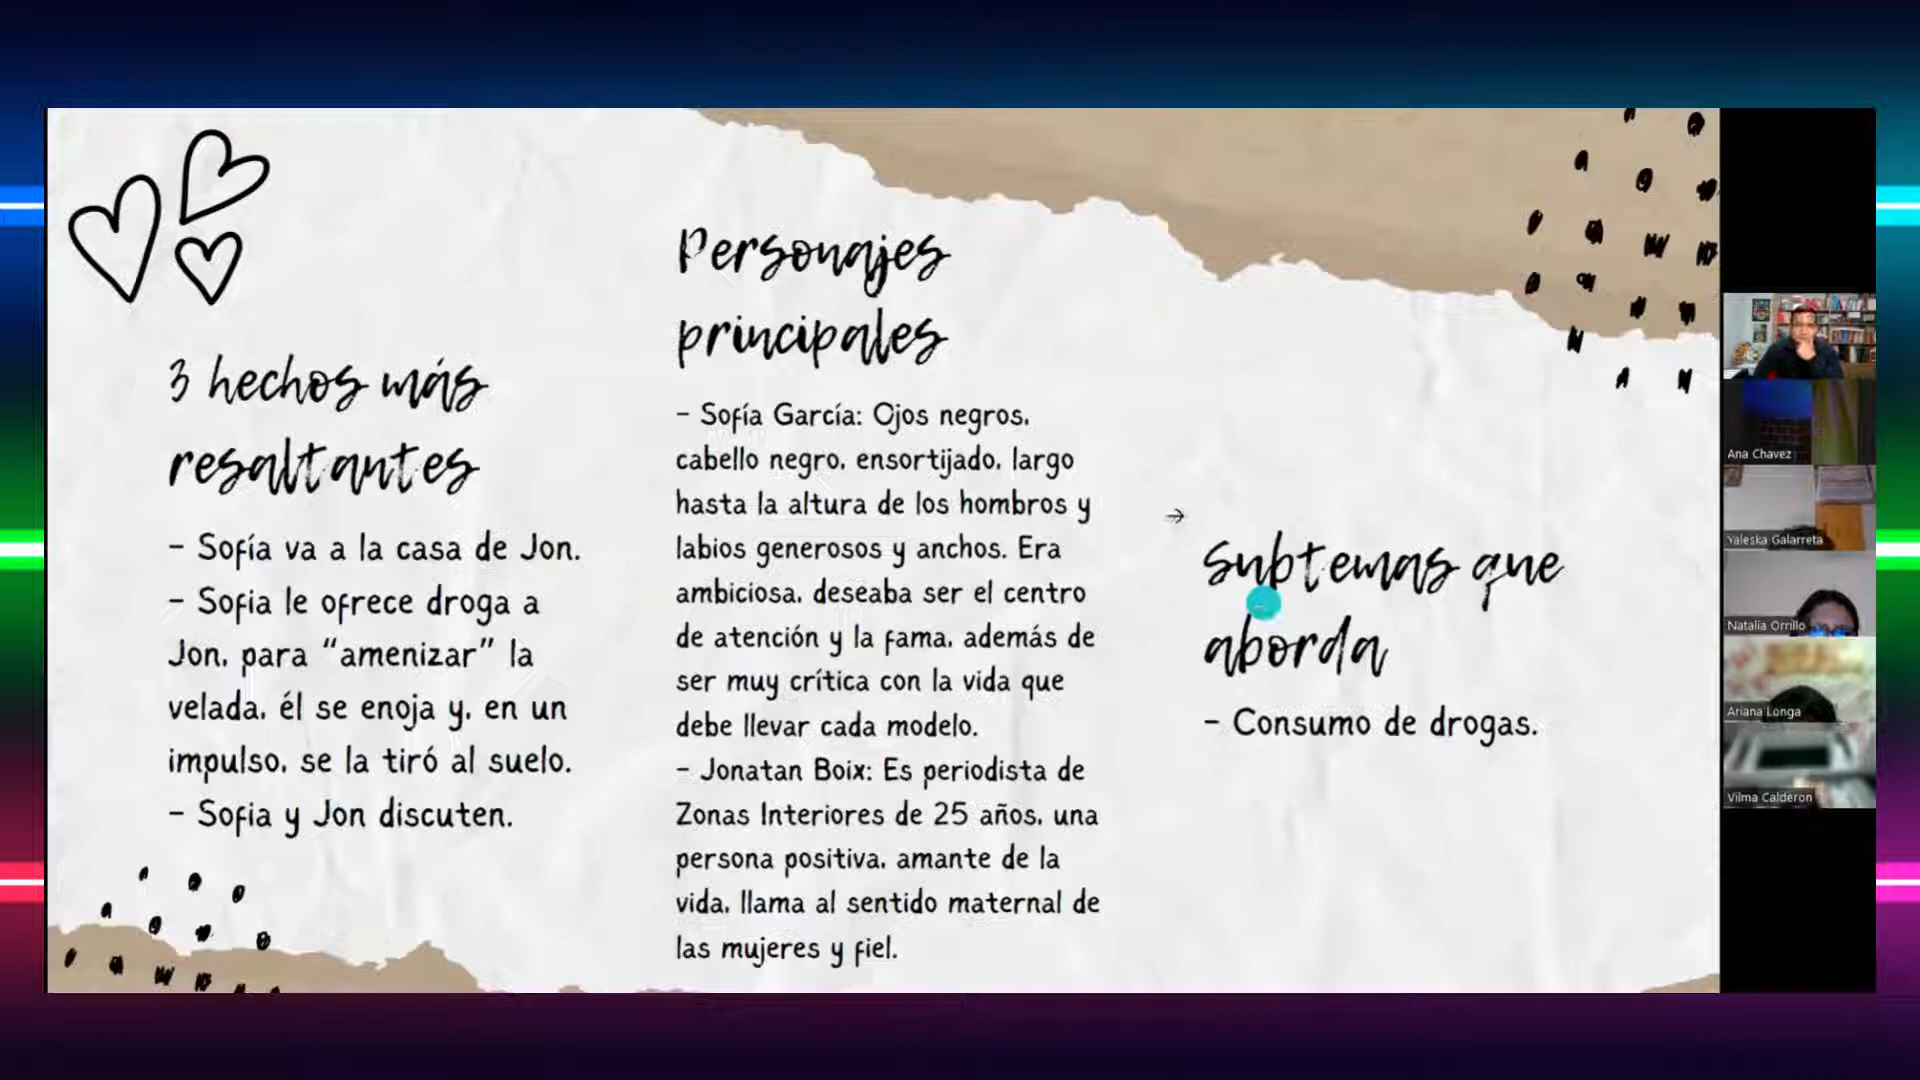 3 hechos más
resaltantes
- Sofía va a la casa de Jon.
- Sofia le ofrece droga a
Jon, para "amenizar" la
velada, él se enoja y, en un
impulso, se la tiró al suelo.
- Sofia y Jon discuten.
Personajes
principales
- Sofía García: Ojos negros,
cabello negro, ensortijado, largo
hasta la altura de los hombros y
labios generosos y anchos. Era
ambiciosa, deseaba ser el centro
de atención y la fama, además de
ser muy crítica con la vida que
debe llevar cada modelo.
- Jonatan Boix: Es periodista de
Zonas Interiores de 25 años, una
persona positiva, amante de la
vida, llama al sentido maternal de
las mujeres y fiel.
Subtemas que
aborda
- Consumo de drogas.
Ana Chavez
Yaleska Galarreta
Natalia Orrillo
Ariana Longa
Vilma Calderon